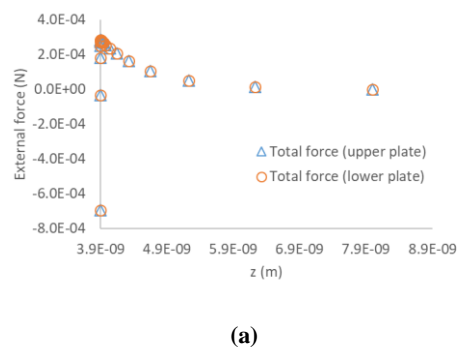 4.0E-04
2.0E-04
0.0E+00
-2.0E-04
-4.0E-04
-6.0E-04
-8.0E-04
External force (N)
Total force (upper plate)
Total force (lower plate)
3.9E-09 4.9E-09 5.9E-09 6.9E-09 7.9E-09 8.9E-09
z (m)
(a)